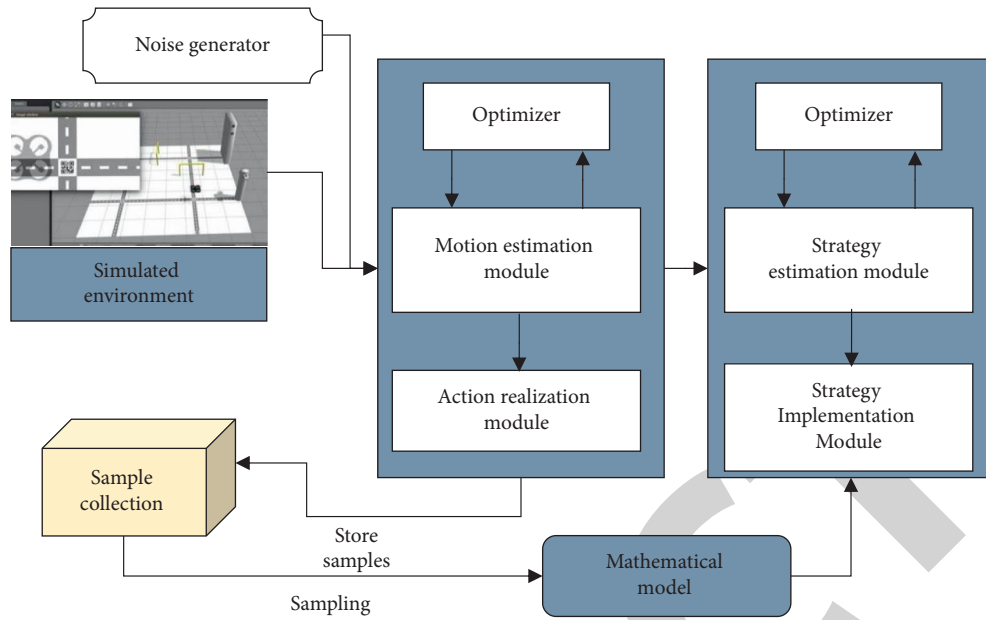 Noise generator
Simulated
environment
Optimizer
Motion estimation
module
Action realization
module
Optimizer
Strategy
estimation module
Strategy
Implementation
Module
Sample
collection
Store
samples
Sampling
Mathematical
model